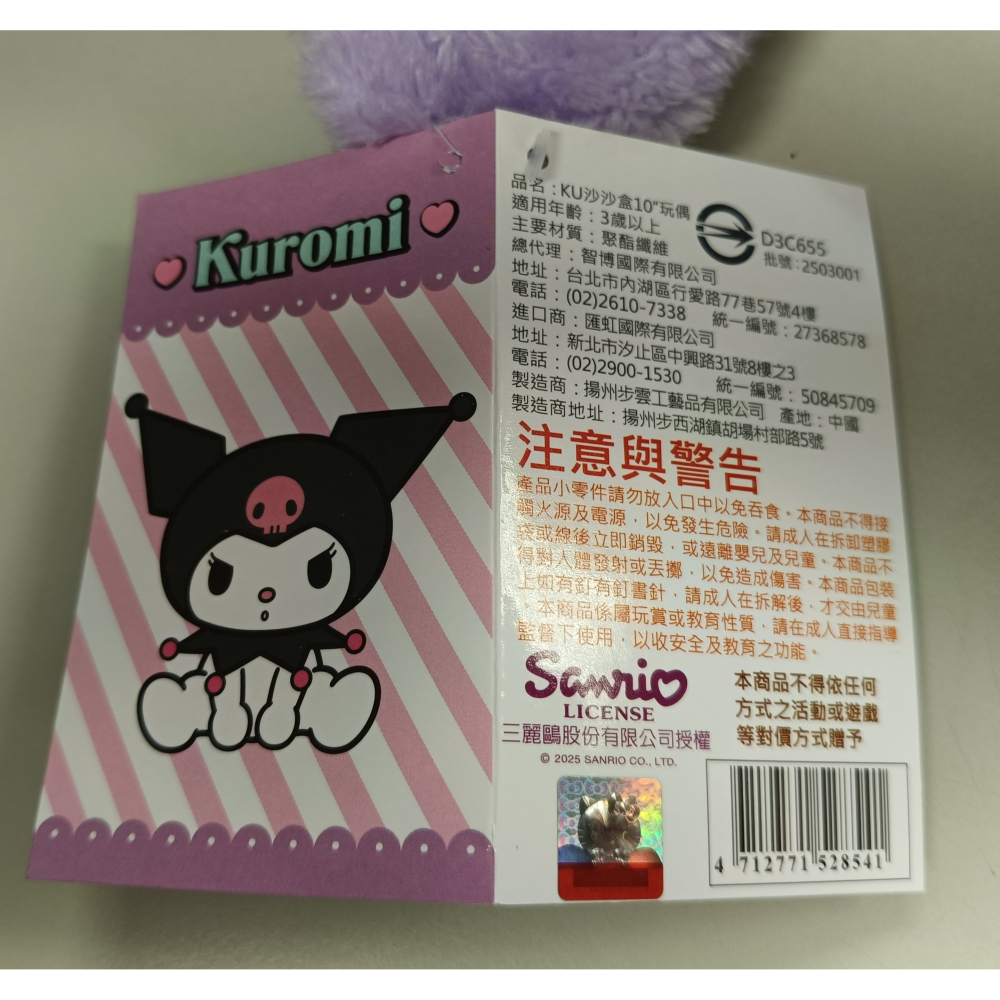 Kuromi
品名：KU沙沙盒10"玩偶
適用年齡：3歲以上
主要材質：聚酯纖維
D3C655
批號：2503001
總代理：智博國際有限公司
地址：台北市內湖區行愛路77巷57號4樓
電話：(02)2610-7338 統一編號：27368578
進口商：匯虹國際有限公司
地址：新北市汐止區中興路31號8樓之3
電話：(02)2900-1530 統一編號：50845709
製造商：揚州步雲工藝品有限公司 產地：中國
製造商地址：揚州步西湖鎮胡場村部路5號
注意與警告
產品小零件請勿放入口中以免吞食。本商品不得接
觸火源及電源，以免發生危險。請成人在拆卸塑膠
袋或線後立即銷毀，或遠離嬰兒及兒童。本商品不
得對人體發射或丟擲，以免造成傷害。本商品包裝
上如有釘有釘書針，請成人在拆解後，才交由兒童
。本商品係屬玩賞或教育性質，請在成人直接指導
監督下使用，以收安全及教育之功能。
Sanrio
LICENSE
三麗鷗股份有限公司授權
© 2025 SANRIO CO., LTD.
本商品不得依任何
方式之活動或遊戲
等對價方式贈予
4 712771 528541